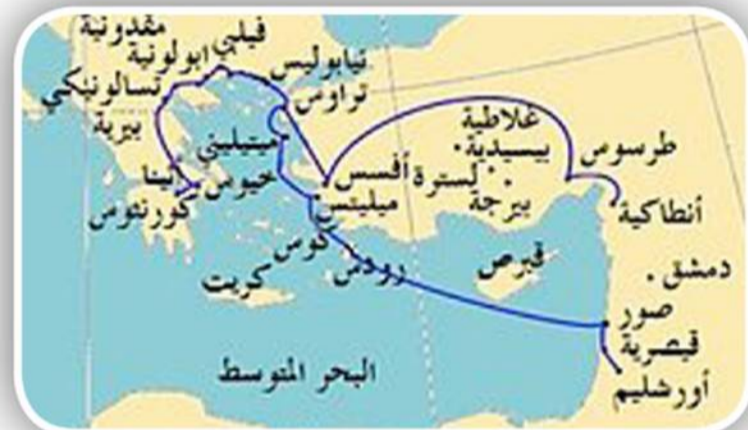 مقدونية
فيلبي
ابولونية
نيابوليس
تسالونيكي
تراوس
غلاطية
بيرية
ميتيليني
بيسيدية
طرسوس
أثينا
خيوس
أفسس
لسترة
كورنثوس
ميليتس
بيرجة
أنطاكية
كوس
رودس
قبرص
دمشق
كريت
صور
قيصرية
البحر المتوسط
أورشليم